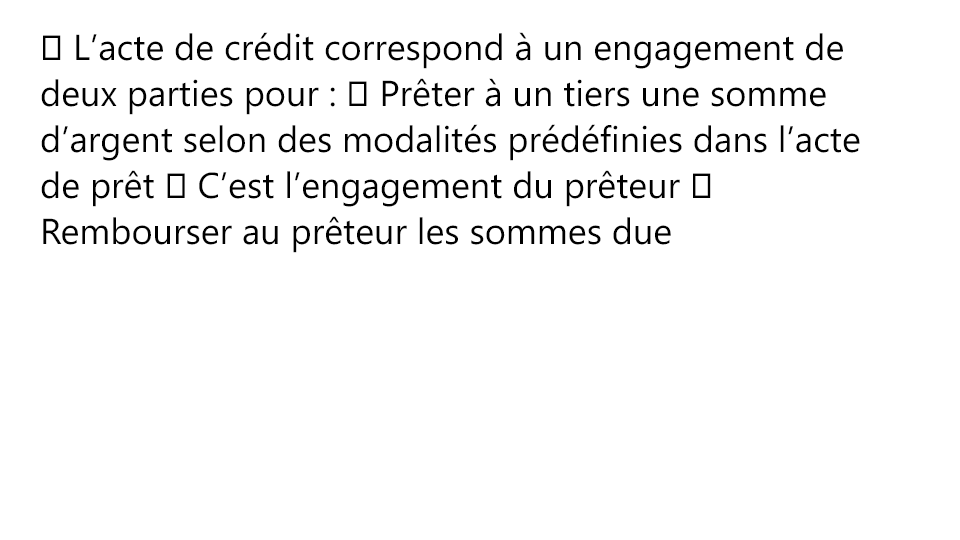 ▯ L’acte de crédit correspond à un engagement de
deux parties pour : ▯ Prêter à un tiers une somme
d’argent selon des modalités prédéfinies dans l’acte
de prêt ▯ C’est l’engagement du prêteur ▯
Rembourser au prêteur les sommes due